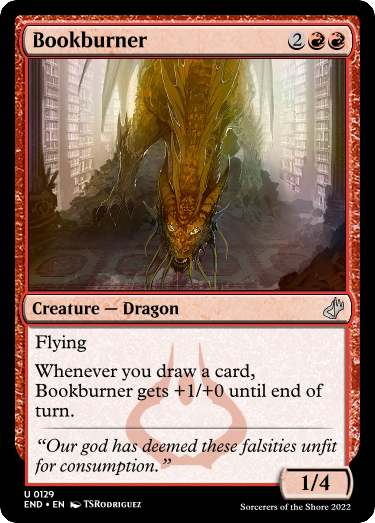 Bookburner 2
Creature — Dragon
Flying
Whenever you draw a card,
Bookburner gets +1/+0 until end of
turn.
“Our god has deemed these falsities unfit
for consumption.”
1/4
U 0129
END • EN TSRodriguez
Sorcerers of the Shore 2022